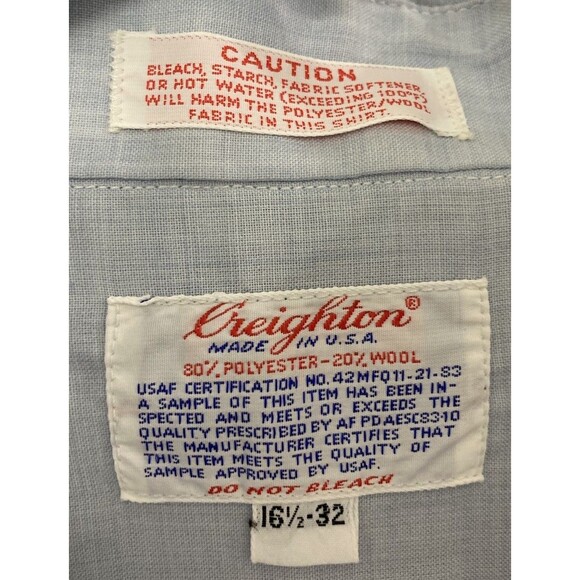 CAUTION
BLEACH, STARCH, FABRIC SOFTENER
OR HOT WATER (EXCEEDING 100°F)
WILL HARM THE POLYESTER/WOOL
FABRIC IN THIS SHIRT.
Creighton®
MADE IN U.S.A.
80% POLYESTER-20% WOOL
USAF CERTIFICATION NO. 42MFQ11-21-83
A SAMPLE OF THIS ITEM HAS BEEN IN-
SPECTED AND MEETS OR EXCEEDS THE
QUALITY PRESCRIBED BY AF PDAESC83-10
THE MANUFACTURER CERTIFIES THAT
THIS ITEM MEETS THE QUALITY OF
SAMPLE APPROVED BY USAF.
DO NOT BLEACH
16½-32